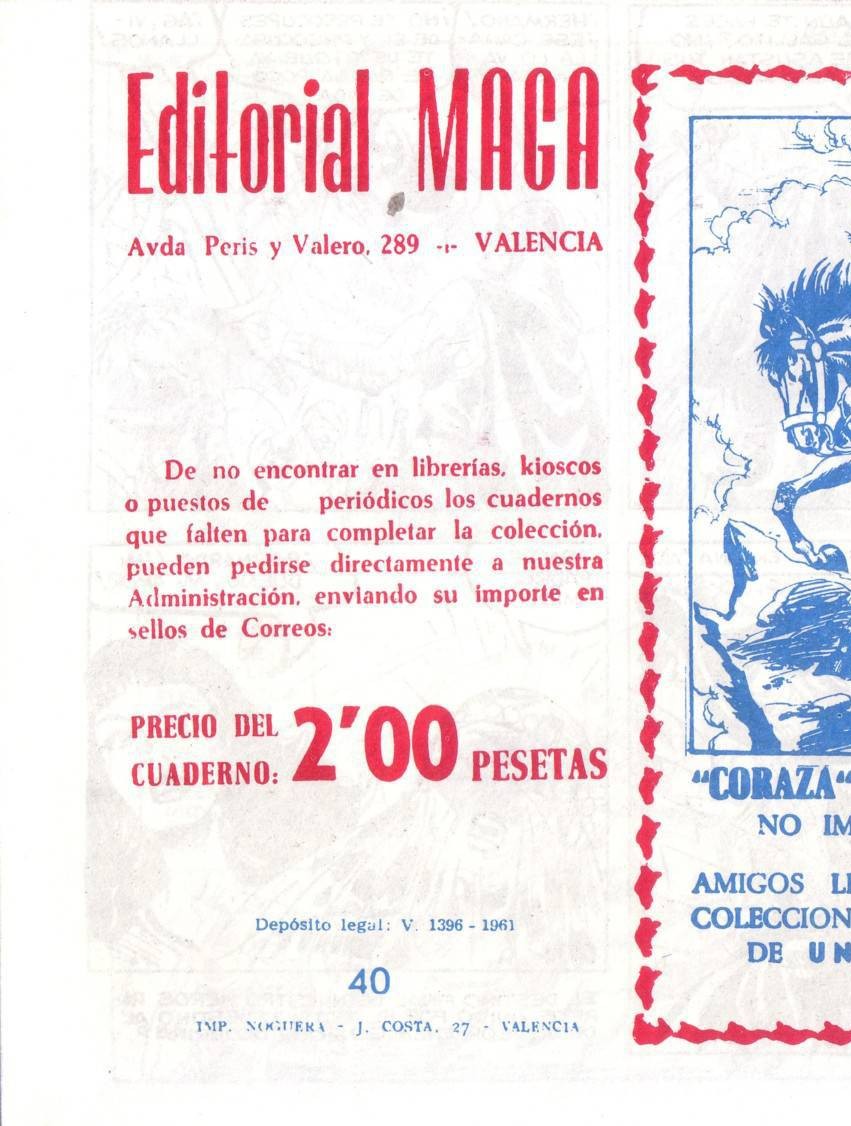 Editorial MAGA
Avda Peris y Valero, 289 -:- VALENCIA
De no encontrar en librerías, kioscos
o puestos de periódicos los cuadernos
que falten para completar la colección,
pueden pedirse directamente a nuestra
Administración, enviando su importe en
sellos de Correos:
PRECIO DEL
CUADERNO: 2'00 PESETAS
Depósito legal: V. 1396 - 1961
40
IMP. NOGUERA - J. COSTA, 27 - VALENCIA
"CORAZA"
NO IM
AMIGOS LE
COLECCION
DE UN